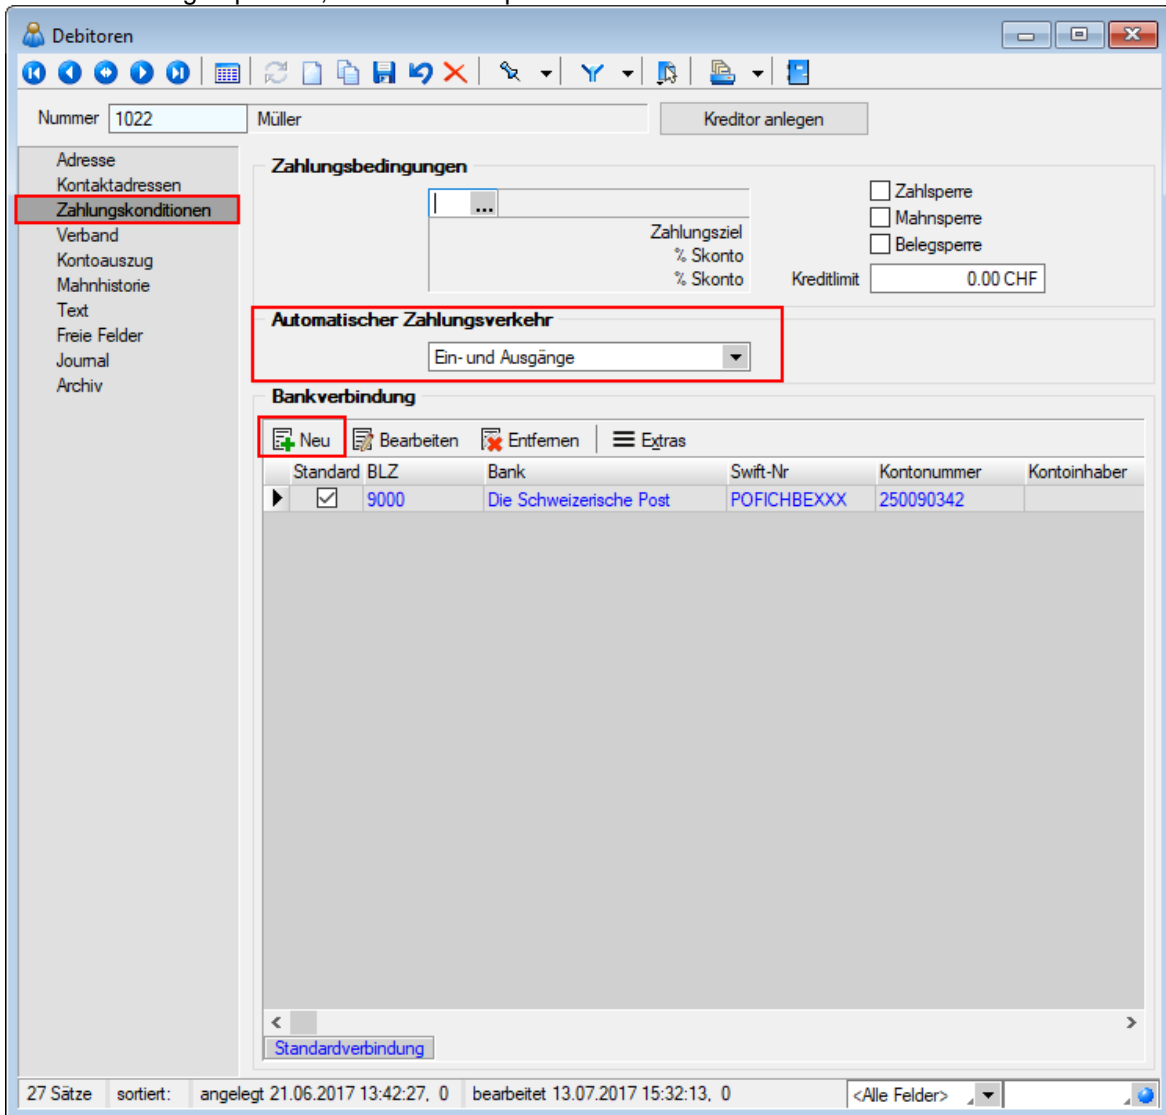 Debitoren
Nummer 1022 Müller Kreditor anlegen
Adresse
Kontaktadressen
Zahlungskonditionen
Verband
Kontoauszug
Mahnhistorie
Text
Freie Felder
Journal
Archiv
Zahlungsbedingungen
...
Zahlungsziel
% Skonto
% Skonto
Zahlsperre
Mahnsperre
Belegsperre
Kreditlimit 0.00 CHF
Automatischer Zahlungsverkehr
Ein- und Ausgänge
Bankverbindung
Neu Bearbeiten Entfernen Extras
Standard BLZ Bank Swift-Nr Kontonummer Kontoinhaber
9000 Die Schweizerische Post POFICHBEXXX 250090342
Standardverbindung
27 Sätze sortiert: angelegt 21.06.2017 13:42:27, 0 bearbeitet 13.07.2017 15:32:13, 0 <Alle Felder>